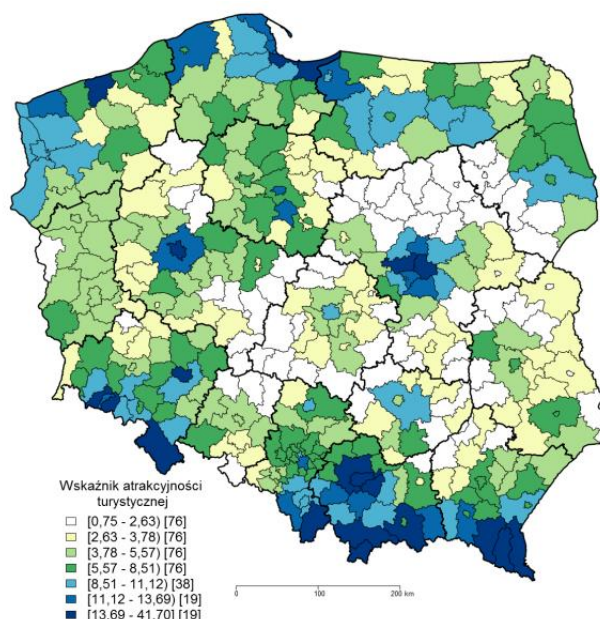 Wskaźnik atrakcyjności
turystycznej
[0,75 - 2,63) [76]
[2,63 - 3,78) [76]
[3,78 - 5,57) [76]
[5,57 - 8,51) [76]
[8,51 - 11,12) [38]
[11,12 - 13,69) [19]
[13,69 - 41,70] [19]
0 100 200 km